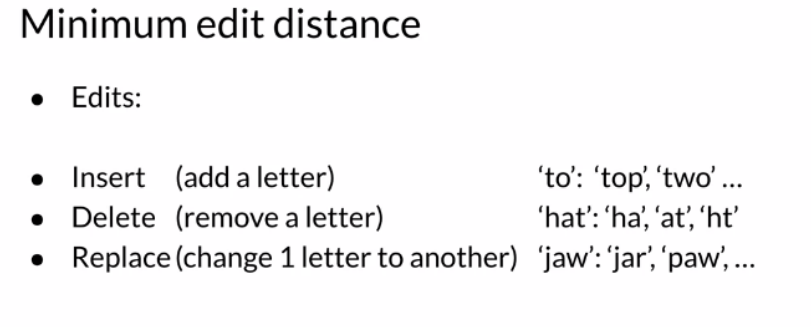 Minimum edit distance
• Edits:
• Insert (add a letter) ‘to’: ‘top’, ‘two’ ...
• Delete (remove a letter) ‘hat’: ‘ha’, ‘at’, ‘ht’
• Replace (change 1 letter to another) ‘jaw’: ‘jar’, ‘paw’, ...